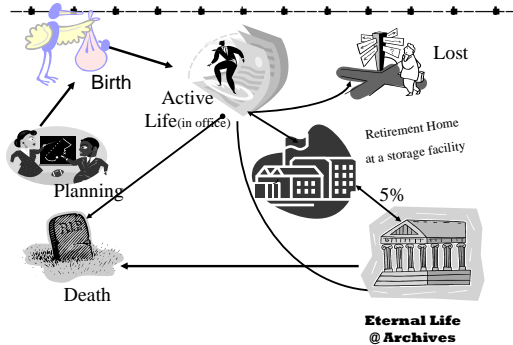 Birth
Lost
Active
Life(in office)
Retirement Home
at a storage facility
Planning
5%
RIP
Death
Eternal Life
@ Archives